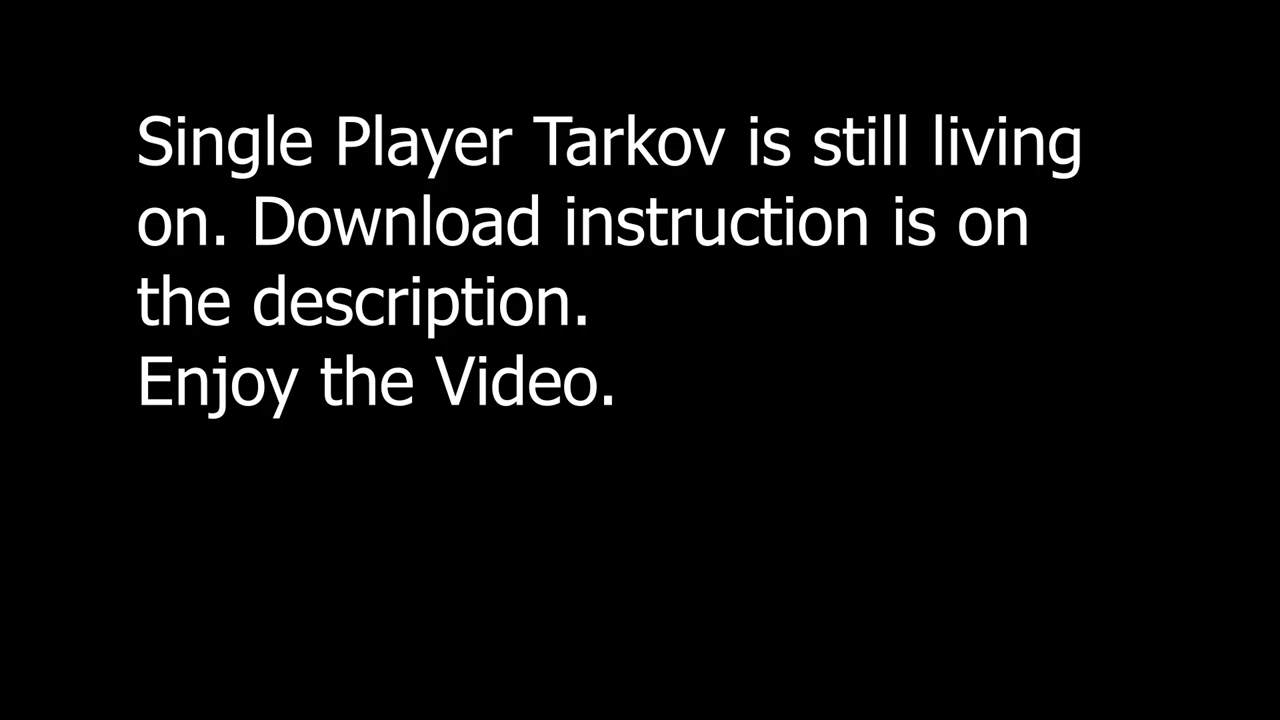 Single Player Tarkov is still living
on. Download instruction is on
the description.
Enjoy the Video.